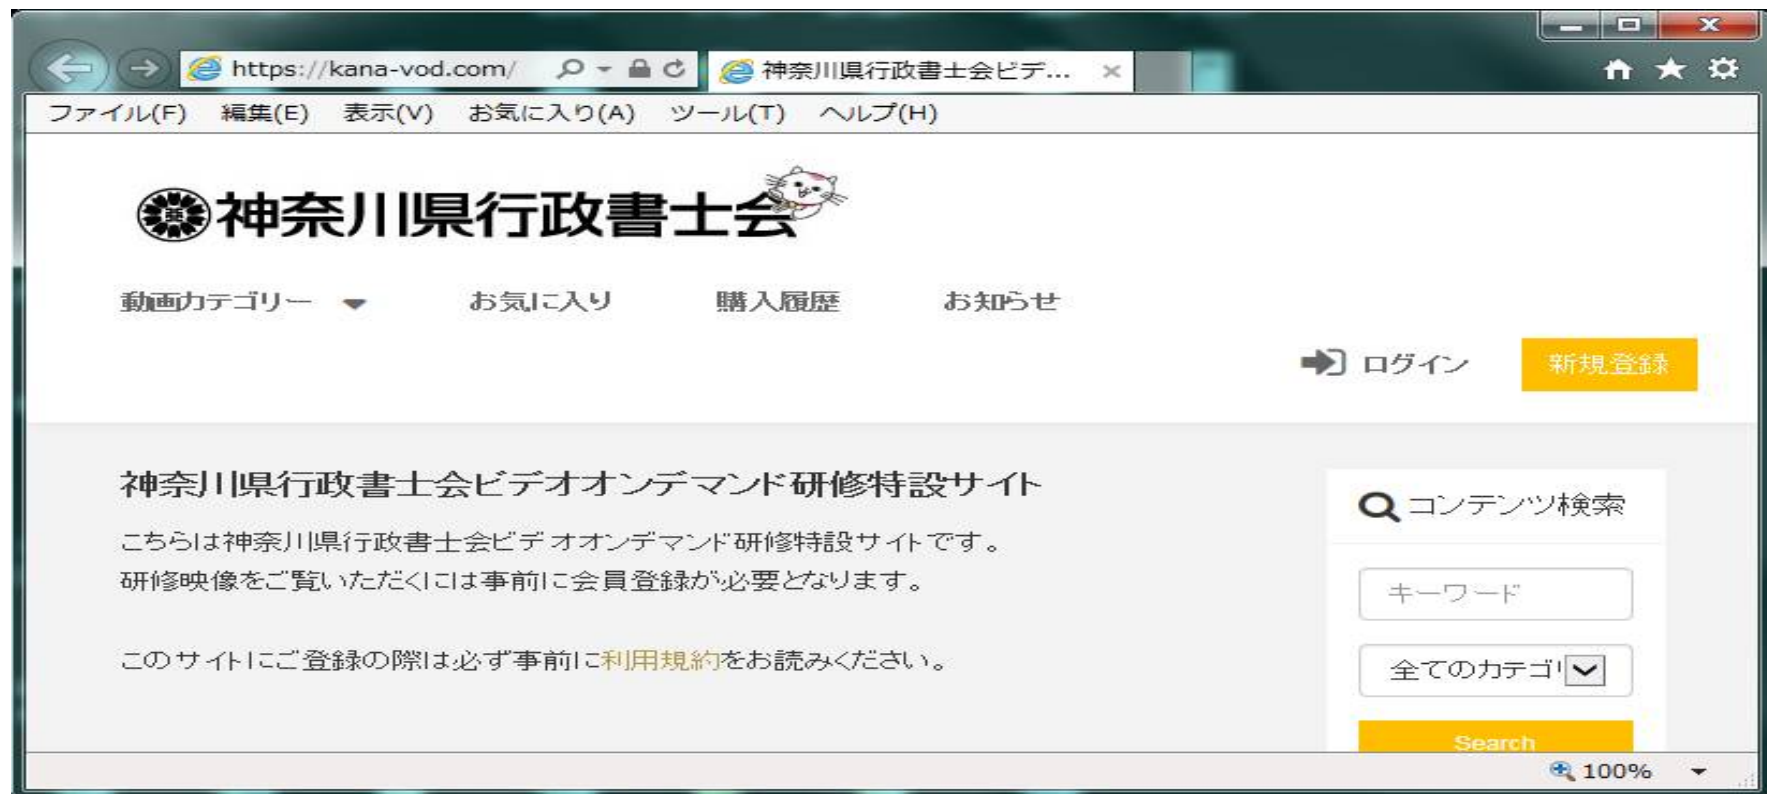 https://kana-vod.com/ 神奈川県行政書士会ビデ...
ファイル(F) 編集(E) 表示(V) お気に入り(A) ツール(T) ヘルプ(H)
神奈川県行政書士会
動画カテゴリー お気に入り 購入履歴 お知らせ
ログイン 新規登録
神奈川県行政書士会ビデオオンデマンド研修特設サイト
こちらは神奈川県行政書士会ビデオオンデマンド研修特設サイトです。
研修映像をご覧いただくには事前に会員登録が必要となります。
このサイトにご登録の際は必ず事前に利用規約をお読みください。
コンテンツ検索
キーワード
全てのカテゴリ
Search
100%